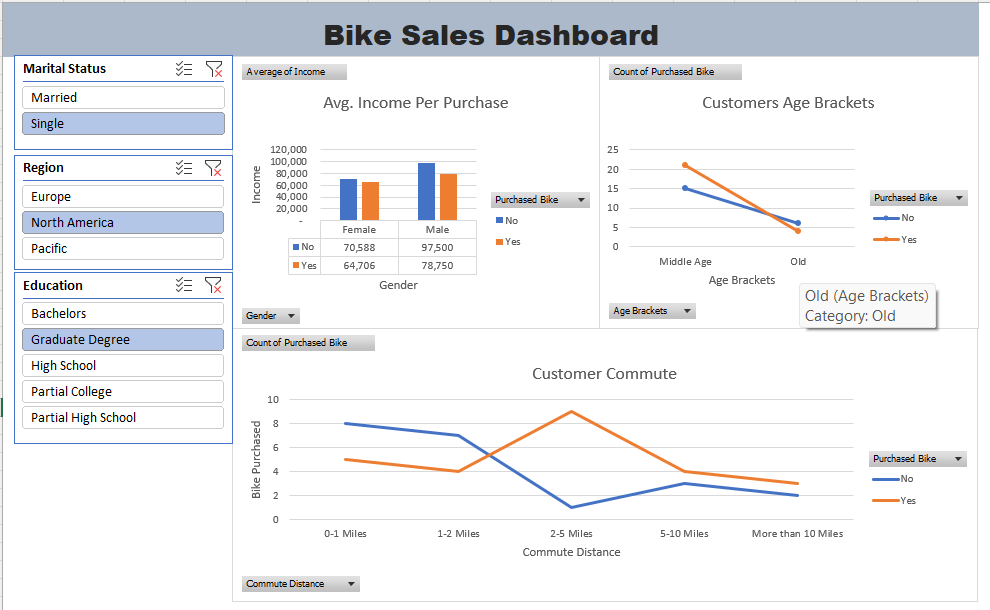 Bike Sales Dashboard
Marital Status
Married
Single
Region
Europe
North America
Pacific
Education
Bachelors
Graduate Degree
High School
Partial College
Partial High School
Average of Income
Avg. Income Per Purchase
Income
120,000
100,000
80,000
60,000
40,000
20,000
-
Female Male
No 70,588 97,500
Yes 64,706 78,750
Gender
Purchased Bike
No
Yes
Gender
Count of Purchased Bike
Customers Age Brackets
25
20
15
10
5
0
Middle Age Old
Age Brackets
Purchased Bike
No
Yes
Age Brackets
Old (Age Brackets)
Category: Old
Count of Purchased Bike
Customer Commute
Bike Purchased
10
8
6
4
2
0
0-1 Miles 1-2 Miles 2-5 Miles 5-10 Miles More than 10 Miles
Commute Distance
Purchased Bike
No
Yes
Commute Distance